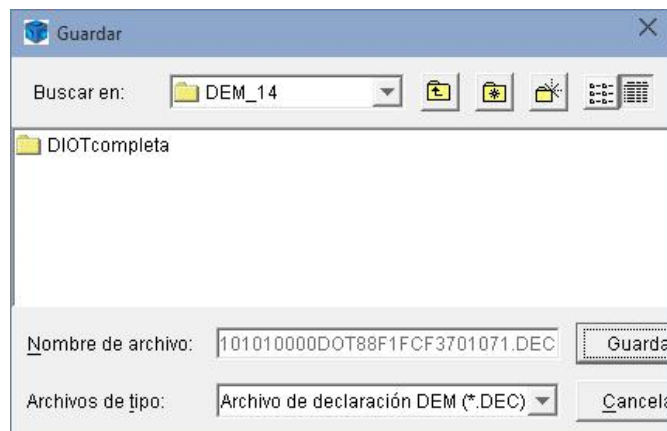 Guardar
Buscar en: DEM_14
DIOTcompleta
Nombre de archivo: 101010000DOT88F1FCF3701071.DEC Guarda
Archivos de tipo: Archivo de declaración DEM (*.DEC) Cancela